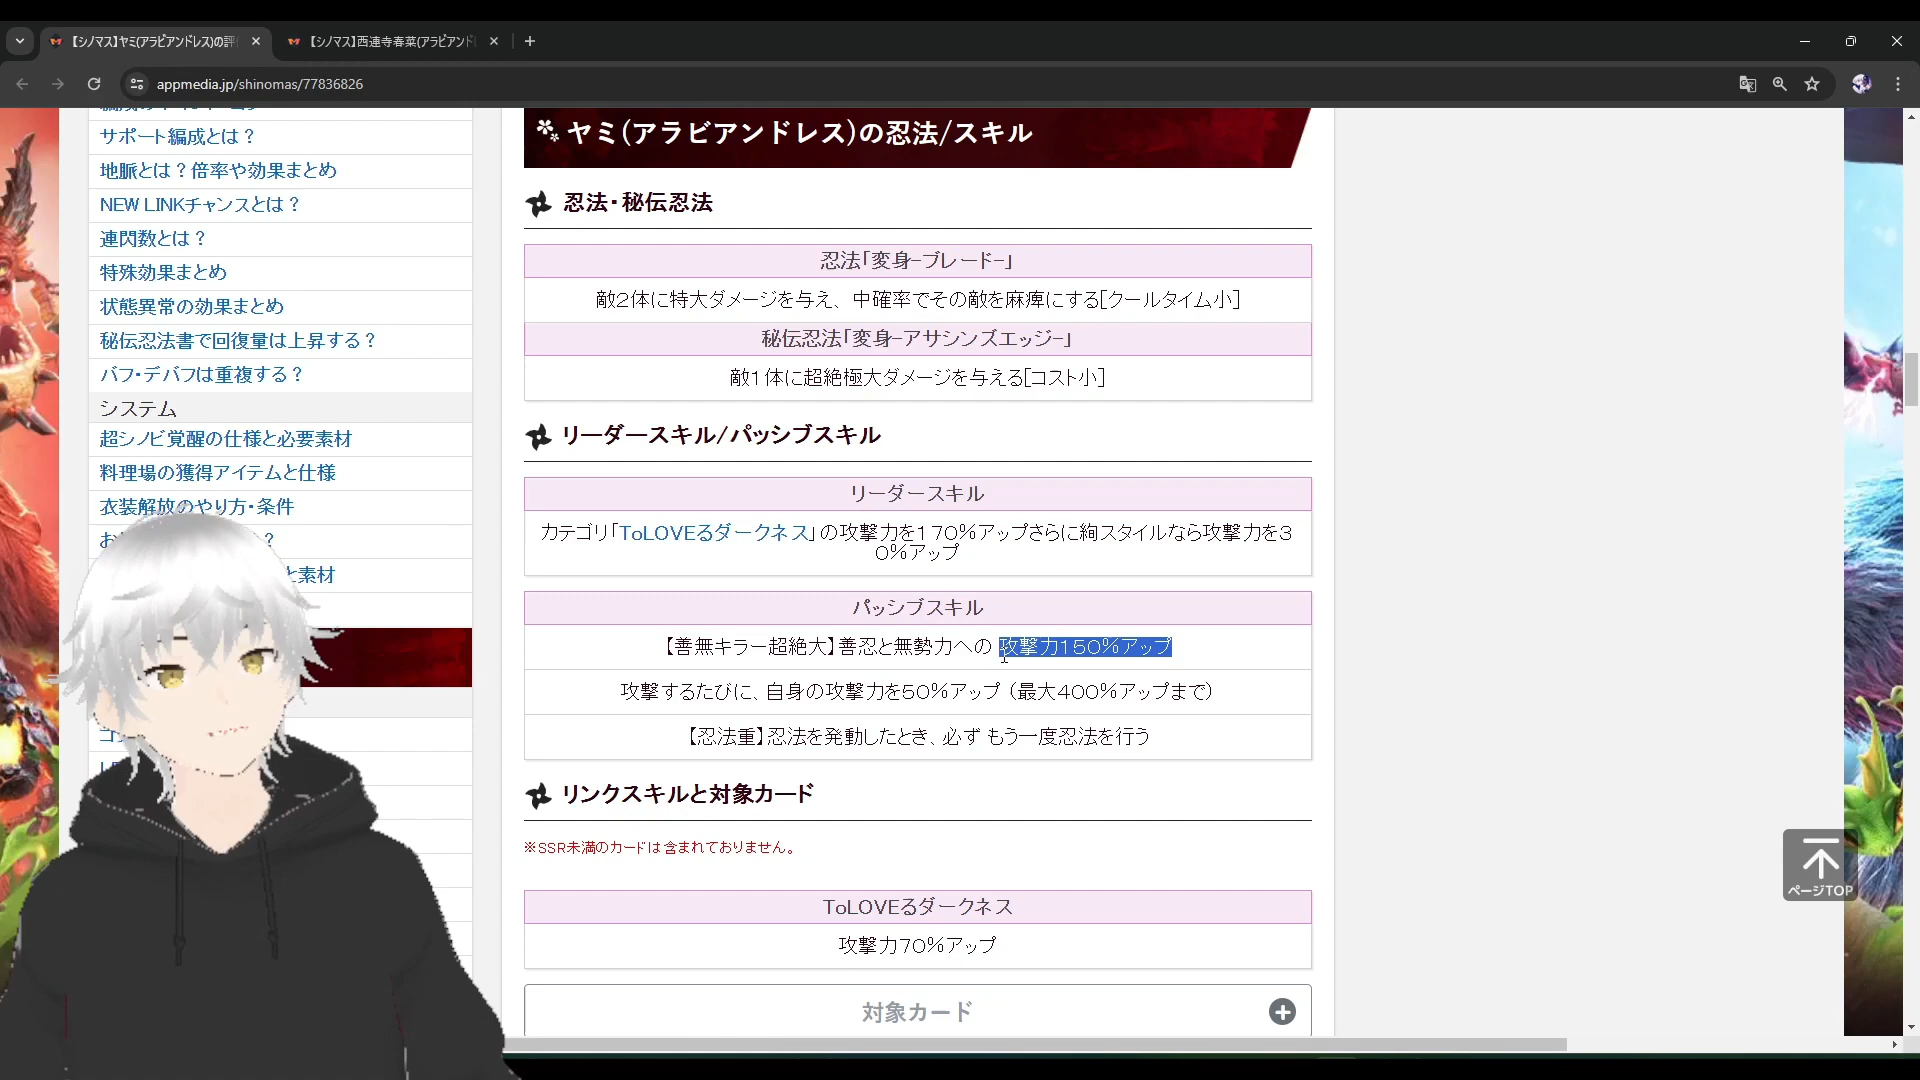 【シノマス】ヤミ(アラビアンドレス)の評
【シノマス】西連寺春菜(アラビアンド
appmedia.jp/shinomas/77836826
サポート編成とは？
地脈とは？倍率や効果まとめ
NEW LINKチャンスとは？
連閃数とは？
特殊効果まとめ
状態異常の効果まとめ
秘伝忍法書で回復量は上昇する？
バフ・デバフは重複する？
システム
超シノビ覚醒の仕様と必要素材
料理場の獲得アイテムと仕様
衣装解放のやり方・条件
お
？
と素材
ヤミ(アラビアンドレス)の忍法/スキル
忍法・秘伝忍法
忍法「変身-ブレード-」
敵2体に特大ダメージを与え、中確率でその敵を麻痺にする[クールタイム小]
秘伝忍法「変身-アサシンズエッジ-」
敵1体に超絶極大ダメージを与える[コスト小]
リーダースキル/パッシブスキル
リーダースキル
カテゴリ「ToLOVEるダークネス」の攻撃力を170%アップさらに絢スタイルなら攻撃力を3
0%アップ
パッシブスキル
【善無キラー超絶大】善忍と無勢力への 攻撃力150%アップ
攻撃するたびに、自身の攻撃力を50%アップ（最大400%アップまで）
【忍法重】忍法を発動したとき、必ず もう一度忍法を行う
リンクスキルと対象カード
※SSR未満のカードは含まれておりません。
ToLOVEるダークネス
攻撃力70%アップ
対象カード
ページTOP